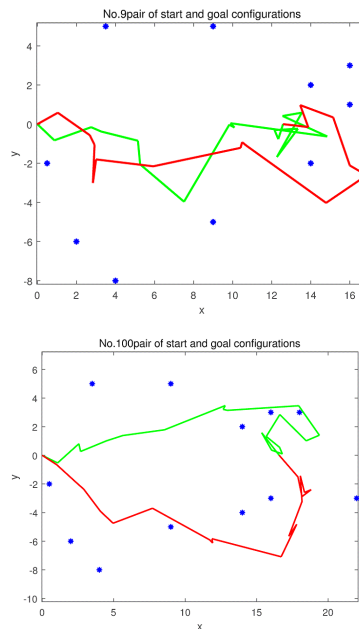 No.9pair of start and goal configurations
4
2
0
-2
-4
-6
-8
y
0 2 4 6 8 10 12 14 16
x
No.100pair of start and goal configurations
6
4
2
0
-2
-4
-6
-8
-10
y
0 5 10 15 20
x